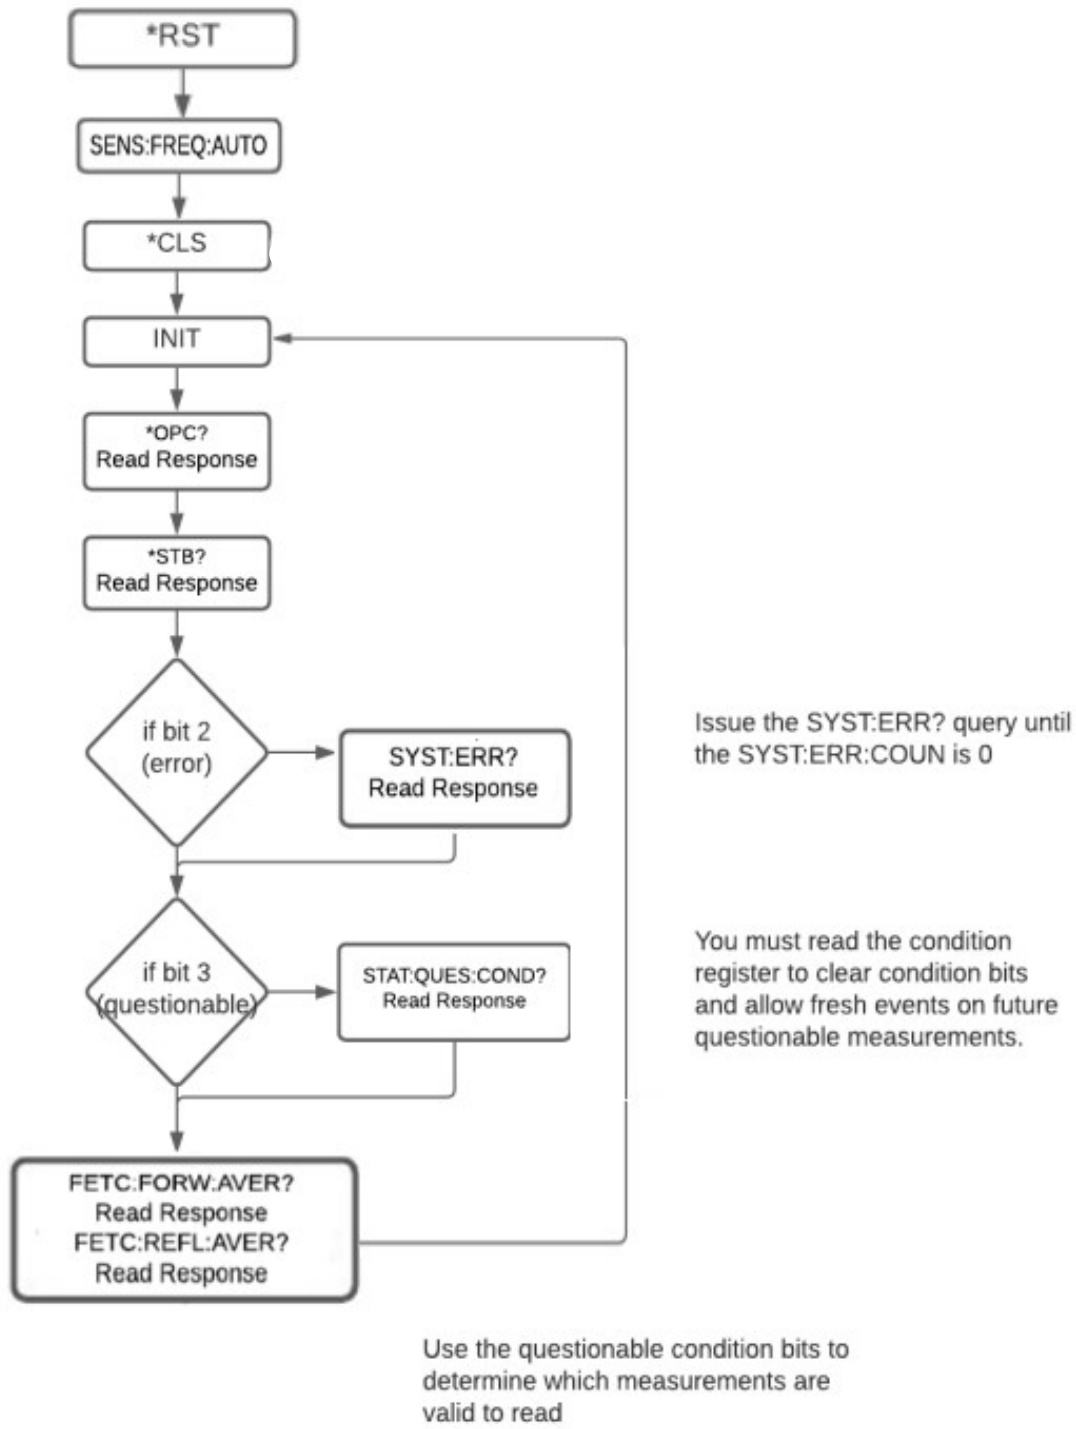 *RST
SENS:FREQ:AUTO
*CLS
INIT
*OPC?
Read Response
*STB?
Read Response
if bit 2
(error)
SYST:ERR?
Read Response
Issue the SYST:ERR? query until
the SYST:ERR:COUN is 0
if bit 3
(questionable)
STAT:QUES:COND?
Read Response
You must read the condition
register to clear condition bits
and allow fresh events on future
questionable measurements.
FETC:FORW:AVER?
Read Response
FETC:REFL:AVER?
Read Response
Use the questionable condition bits to
determine which measurements are
valid to read